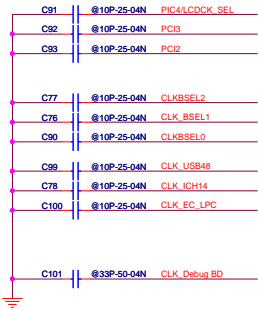 C91 @10P-25-04N PIC4/LCDCK_SEL
C92 @10P-25-04N PCI3
C93 @10P-25-04N PCI2
C77 @10P-25-04N CLKBSEL2
C76 @10P-25-04N CLK_BSEL1
C90 @10P-25-04N CLKBSEL0
C99 @10P-25-04N CLK_USB48
C78 @10P-25-04N CLK_ICH14
C100 @10P-25-04N CLK_EC_LPC
C101 @33P-50-04N CLK_Debug BD